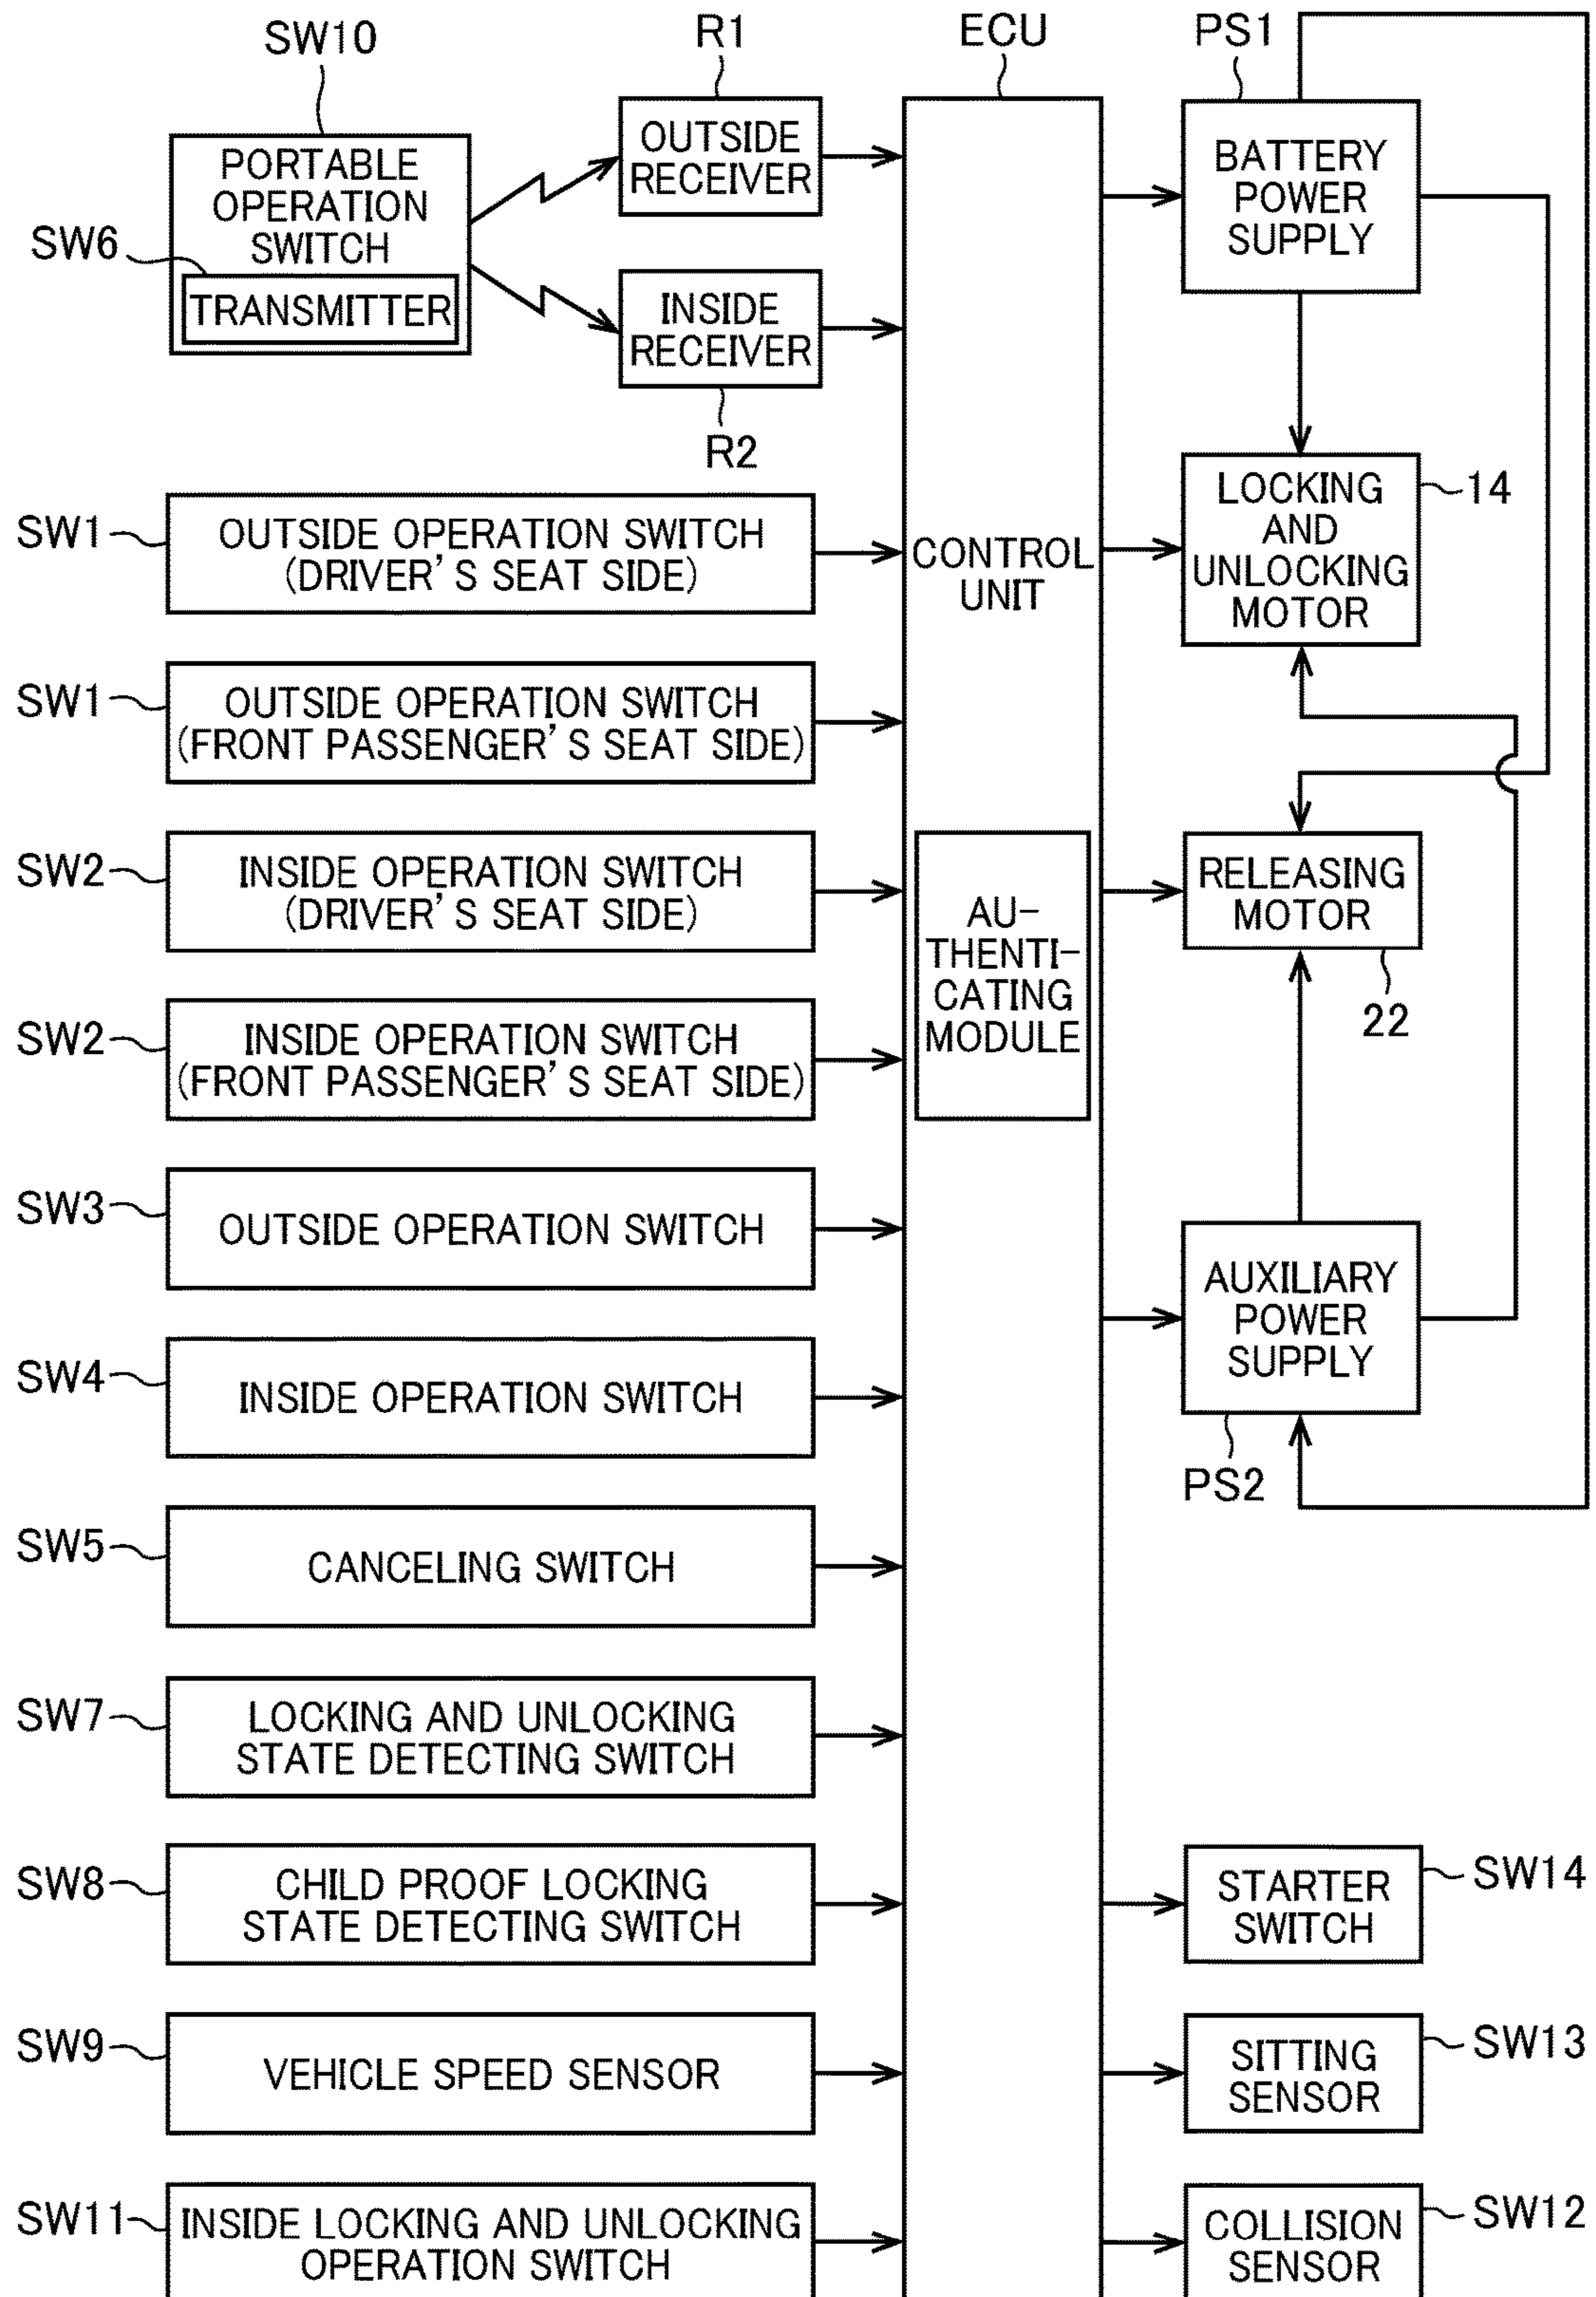 SW10
R1
ECU
PS1
PORTABLE
OPERATION
SWITCH
SW6
TRANSMITTER
OUTSIDE
RECEIVER
INSIDE
RECEIVER
R2
BATTERY
POWER
SUPPLY
SW1
OUTSIDE OPERATION SWITCH
(DRIVER'S SEAT SIDE)
CONTROL
UNIT
LOCKING
AND
UNLOCKING
MOTOR
14
SW1
OUTSIDE OPERATION SWITCH
(FRONT PASSENGER'S SEAT SIDE)
SW2
INSIDE OPERATION SWITCH
(DRIVER'S SEAT SIDE)
AU-
THENTI-
CATING
MODULE
RELEASING
MOTOR
22
SW2
INSIDE OPERATION SWITCH
(FRONT PASSENGER'S SEAT SIDE)
SW3
OUTSIDE OPERATION SWITCH
AUXILIARY
POWER
SUPPLY
PS2
SW4
INSIDE OPERATION SWITCH
SW5
CANCELING SWITCH
SW7
LOCKING AND UNLOCKING
STATE DETECTING SWITCH
SW8
CHILD PROOF LOCKING
STATE DETECTING SWITCH
STARTER
SWITCH
SW14
SW9
VEHICLE SPEED SENSOR
SITTING
SENSOR
SW13
SW11
INSIDE LOCKING AND UNLOCKING
OPERATION SWITCH
COLLISION
SENSOR
SW12